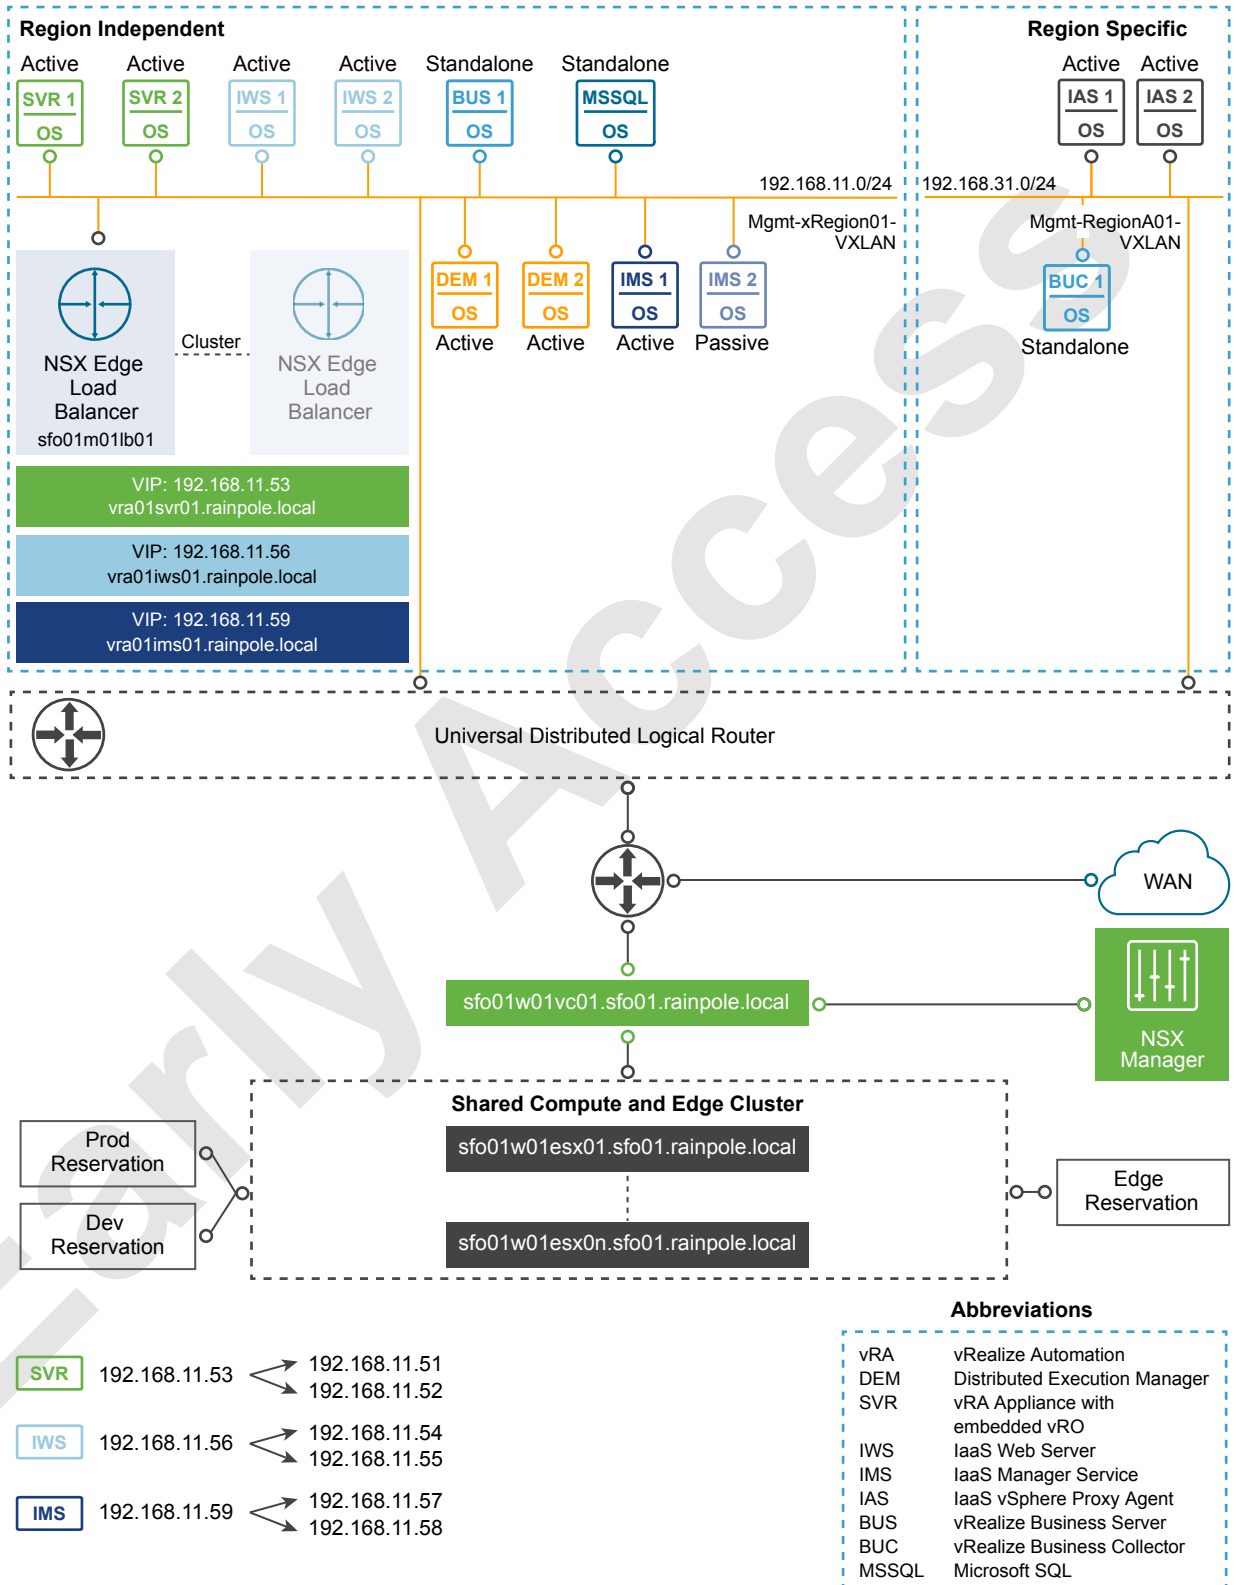 Region Independent
Region Specific
Active Active Active Active Standalone Standalone
Active Active
SVR 1 SVR 2 IWS 1 IWS 2 BUS 1 MSSQL
IAS 1 IAS 2
OS OS OS OS OS OS
OS OS
192.168.11.0/24
192.168.31.0/24
Mgmt-xRegion01-
VXLAN
Mgmt-RegionA01-
VXLAN
DEM 1 DEM 2 IMS 1 IMS 2
OS OS OS OS
Active Active Active Passive
BUC 1
OS
Standalone
NSX Edge
Load
Balancer
sfo01m01lb01
Cluster
NSX Edge
Load
Balancer
VIP: 192.168.11.53
vra01svr01.rainpole.local
VIP: 192.168.11.56
vra01iws01.rainpole.local
VIP: 192.168.11.59
vra01ims01.rainpole.local
Universal Distributed Logical Router
WAN
sfo01w01vc01.sfo01.rainpole.local
NSX
Manager
Shared Compute and Edge Cluster
sfo01w01esx01.sfo01.rainpole.local
sfo01w01esx0n.sfo01.rainpole.local
Prod
Reservation
Dev
Reservation
Edge
Reservation
SVR 192.168.11.53
192.168.11.51
192.168.11.52
IWS 192.168.11.56
192.168.11.54
192.168.11.55
IMS 192.168.11.59
192.168.11.57
192.168.11.58
Abbreviations
vRA vRealize Automation
DEM Distributed Execution Manager
SVR vRA Appliance with
embedded vRO
IWS IaaS Web Server
IMS IaaS Manager Service
IAS IaaS vSphere Proxy Agent
BUS vRealize Business Server
BUC vRealize Business Collector
MSSQL Microsoft SQL
Early Access